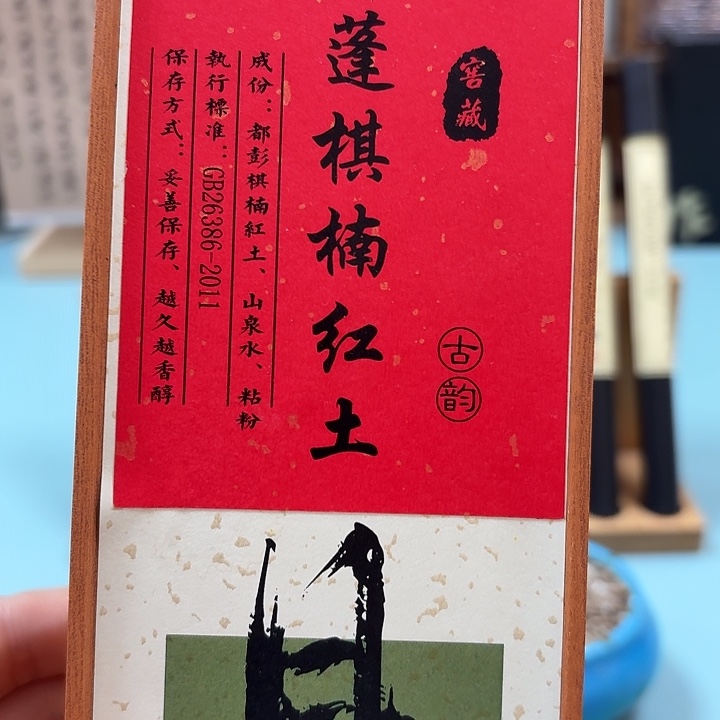 窖藏
古韵
蓬棋楠红土
成份：都彭棋楠紅土、山泉水、粘粉
執行標准：GB26386-2011
保存方式：妥善保存、越久越香醇